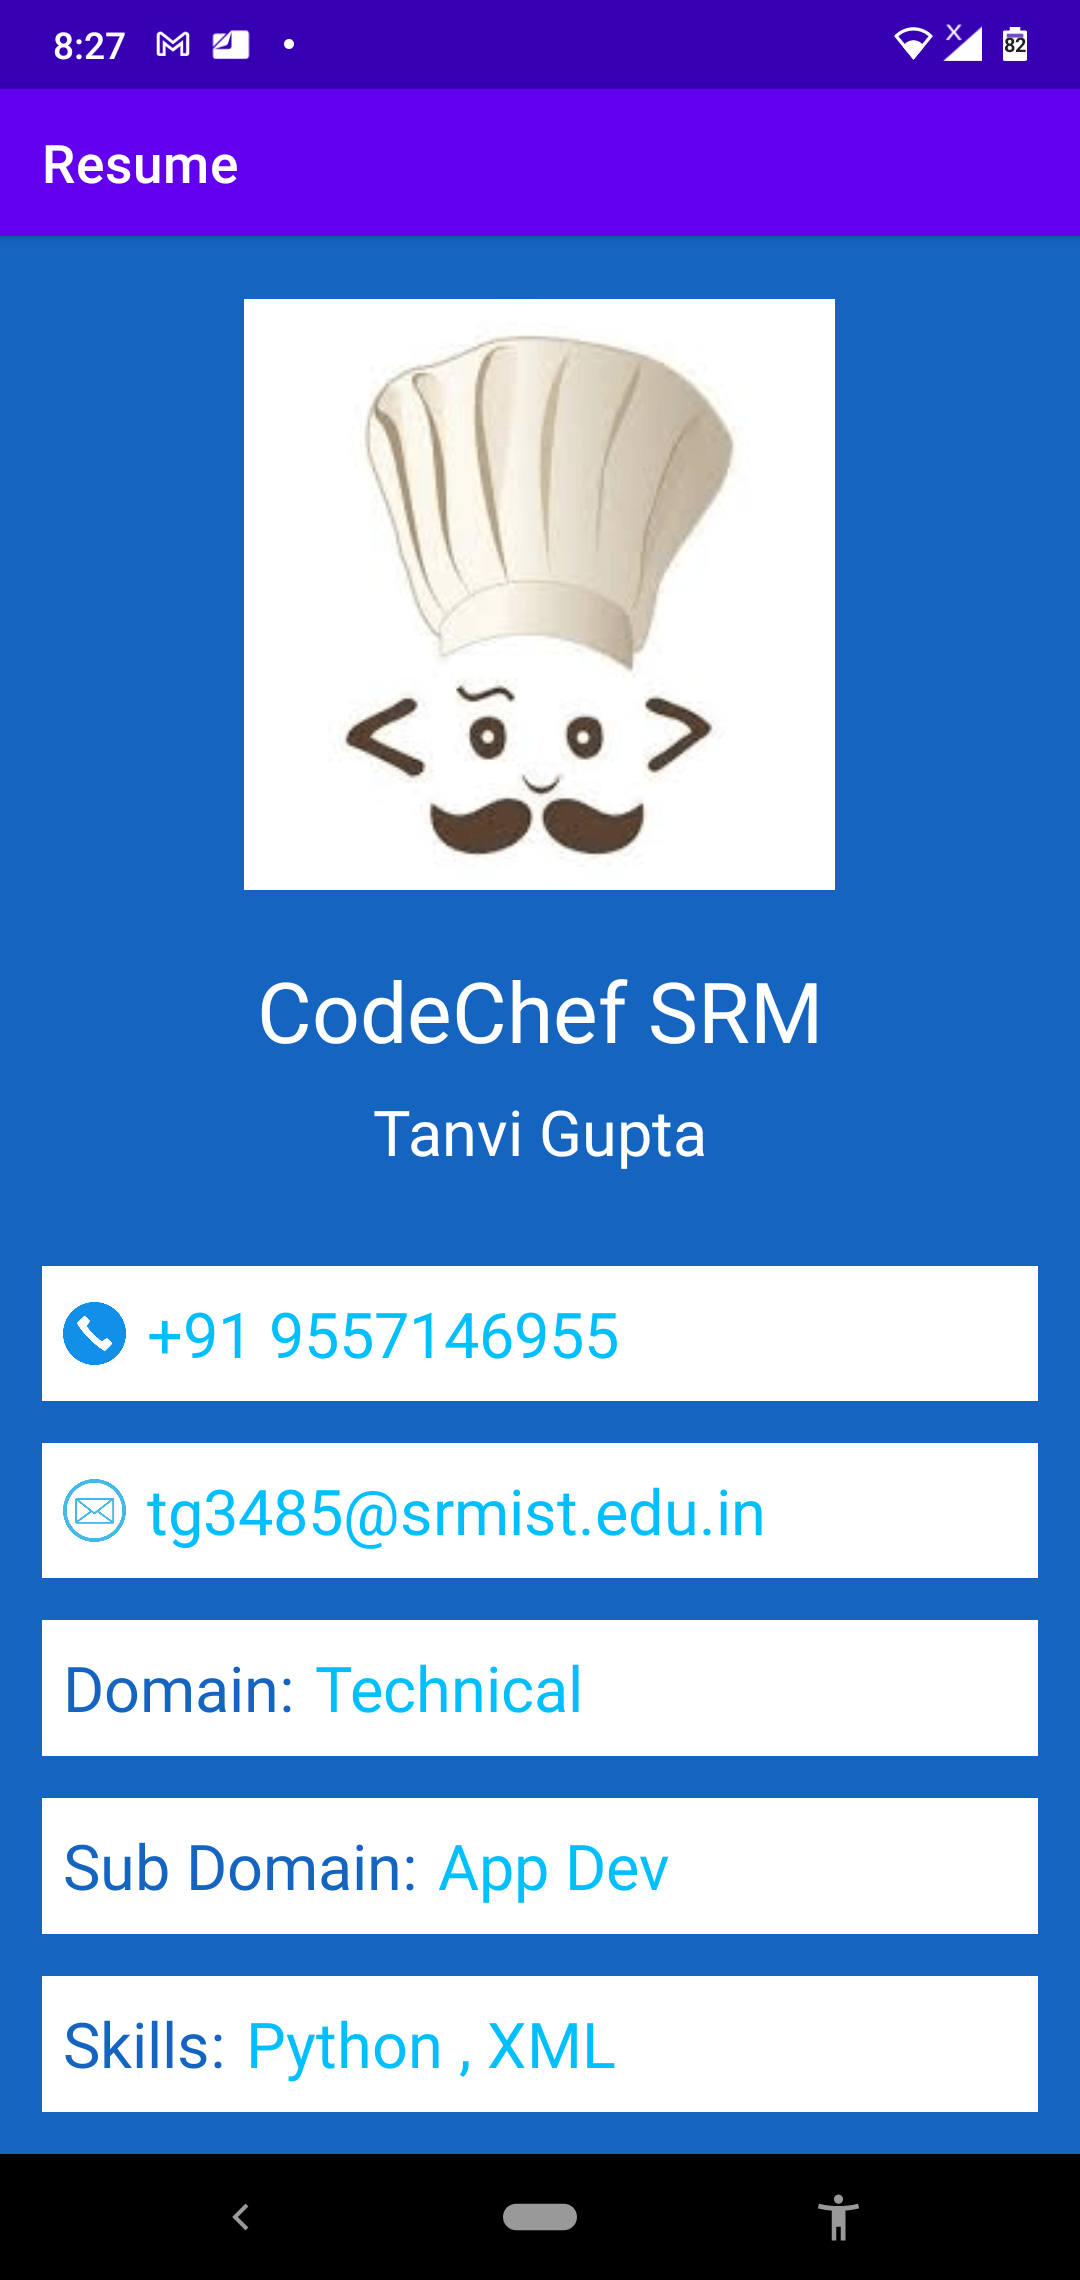 8:27
82
Resume
CodeChef SRM
Tanvi Gupta
+91 9557146955
tg3485@srmist.edu.in
Domain: Technical
Sub Domain: App Dev
Skills: Python , XML